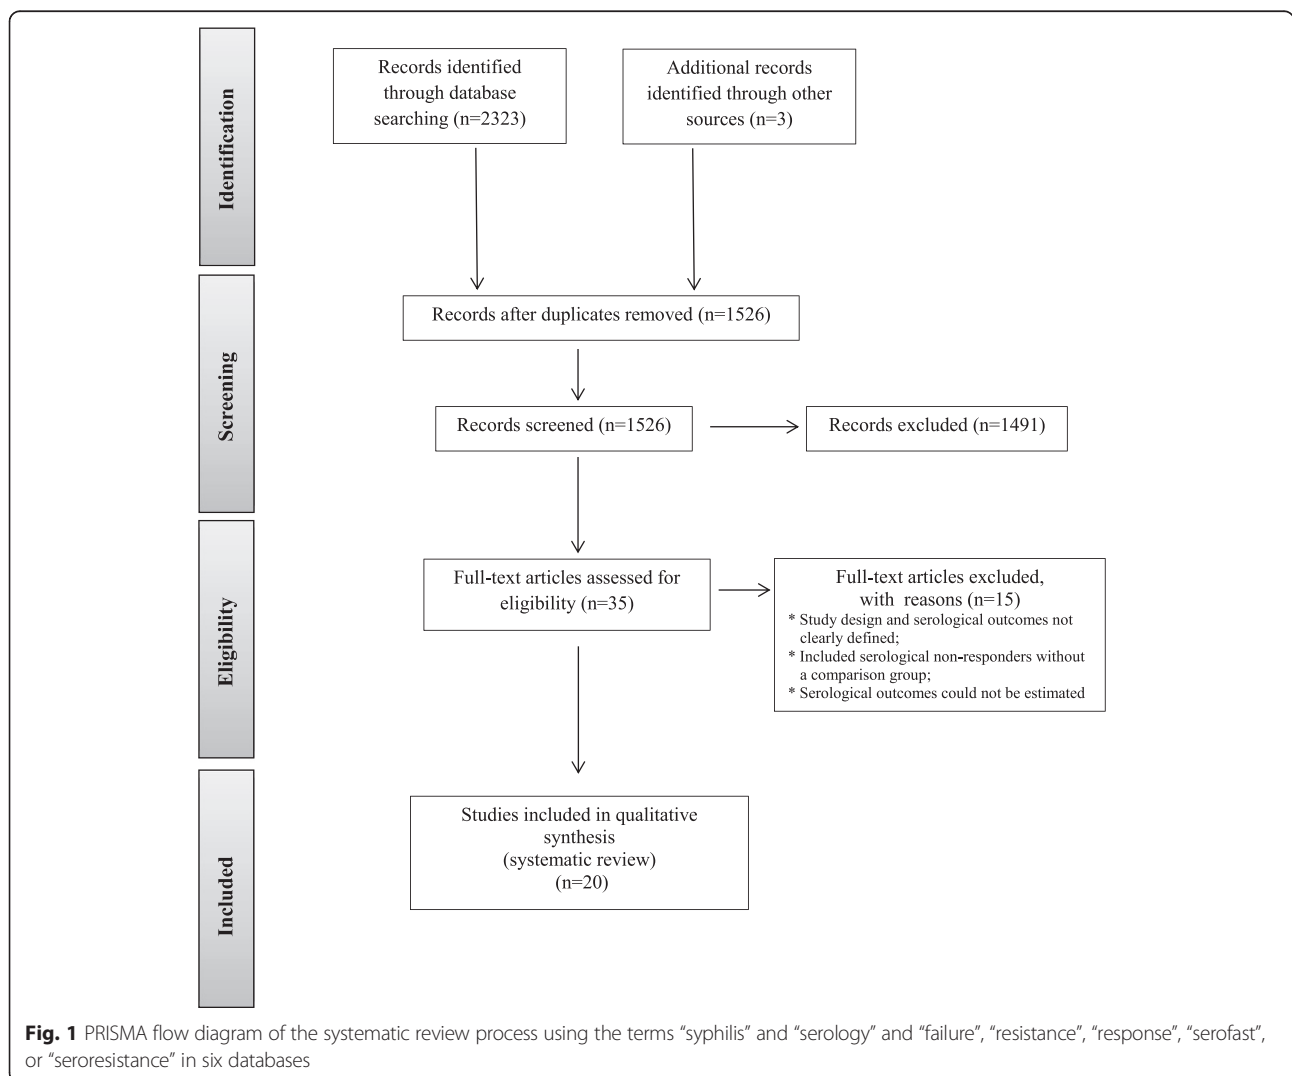 Identification
Records identified
through database
searching (n=2323)
Additional records
identified through other
sources (n=3)
Screening
Records after duplicates removed (n=1526)
Records screened (n=1526)
Records excluded (n=1491)
Eligibility
Full-text articles assessed for
eligibility (n=35)
Full-text articles excluded,
with reasons (n=15)
* Study design and serological outcomes not
clearly defined;
* Included serological non-responders without
a comparison group;
* Serological outcomes could not be estimated
Included
Studies included in qualitative
synthesis
(systematic review)
(n=20)
Fig. 1 PRISMA flow diagram of the systematic review process using the terms “syphilis” and “serology” and “failure”, “resistance”, “response”, “serofast”,
or “seroresistance” in six databases